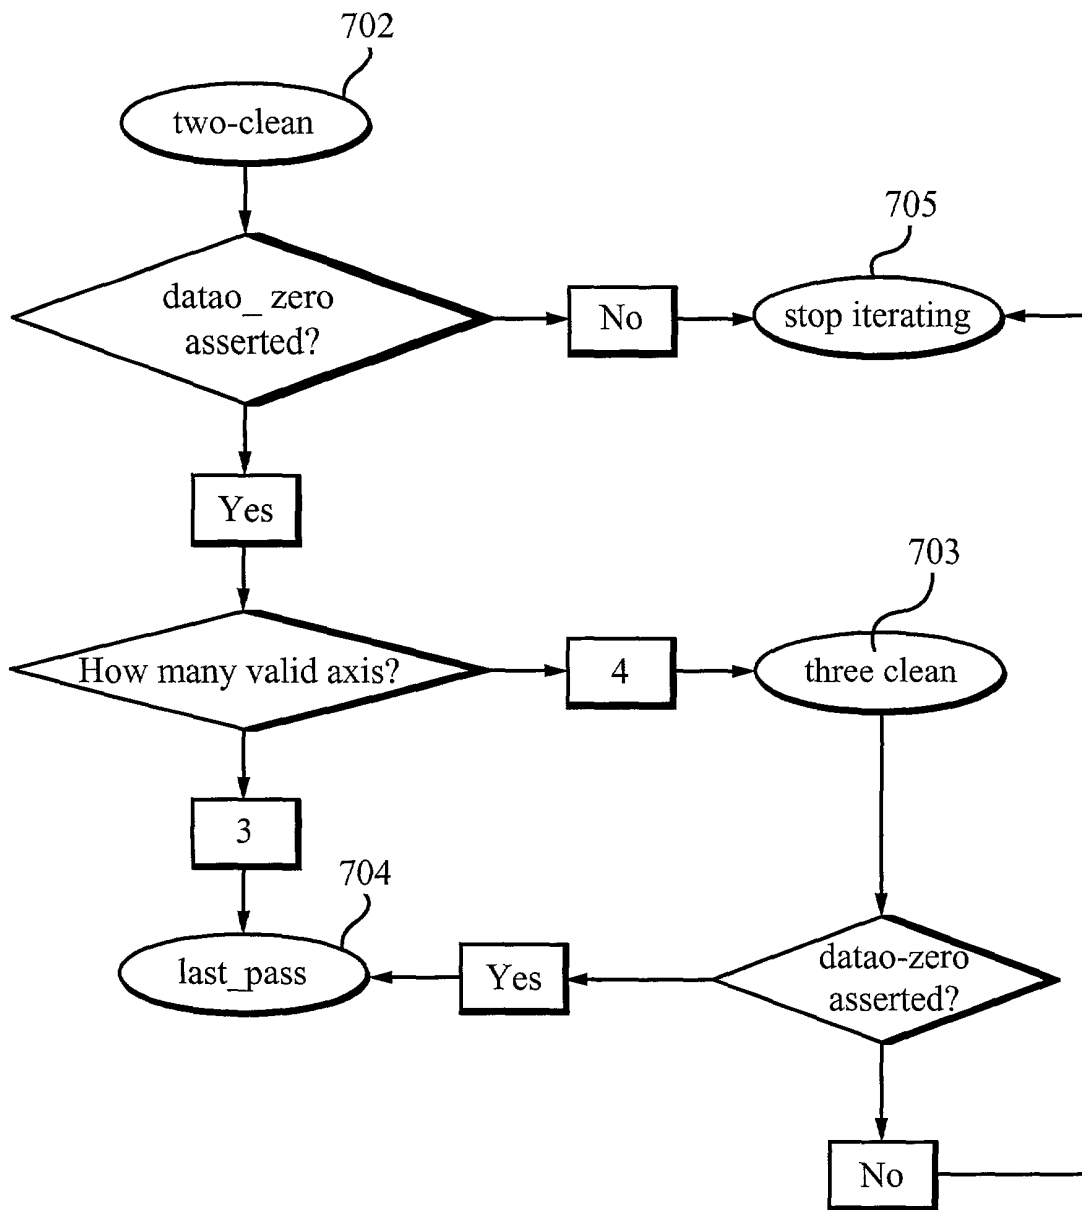 702
two-clean
705
datao_ zero
asserted?
No
stop iterating
Yes
703
How many valid axis?
4
three clean
3
704
last_pass
Yes
datao-zero
asserted?
No